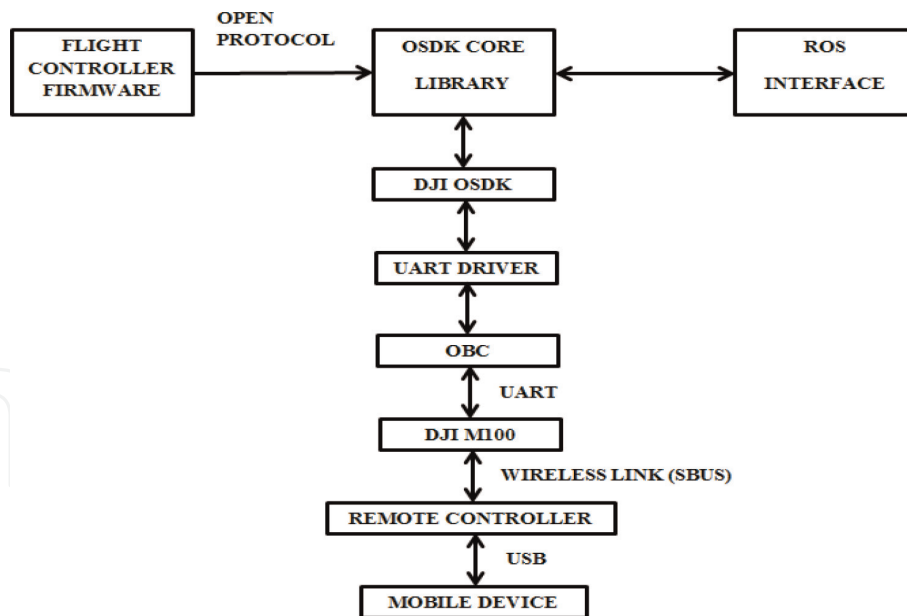 OPEN
PROTOCOL
FLIGHT
CONTROLLER
FIRMWARE
OSDK CORE
LIBRARY
ROS
INTERFACE
DJI OSDK
UART DRIVER
OBC
UART
DJI M100
WIRELESS LINK (SBUS)
REMOTE CONTROLLER
USB
MOBILE DEVICE